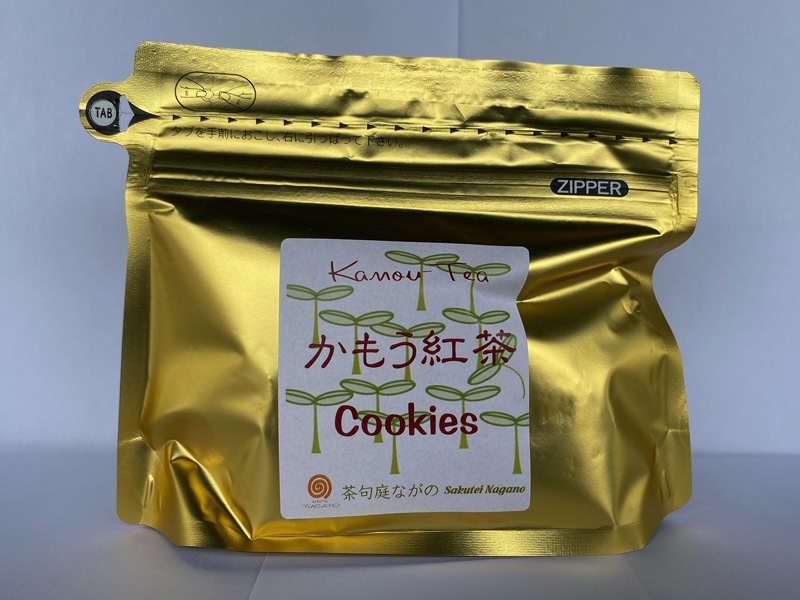 TAB
タブを手前におこし、右に引っぱって下さい。
ZIPPER
Kamou Tea
かもう紅茶
Cookies
茶句庭ながの Sakutei Nagano